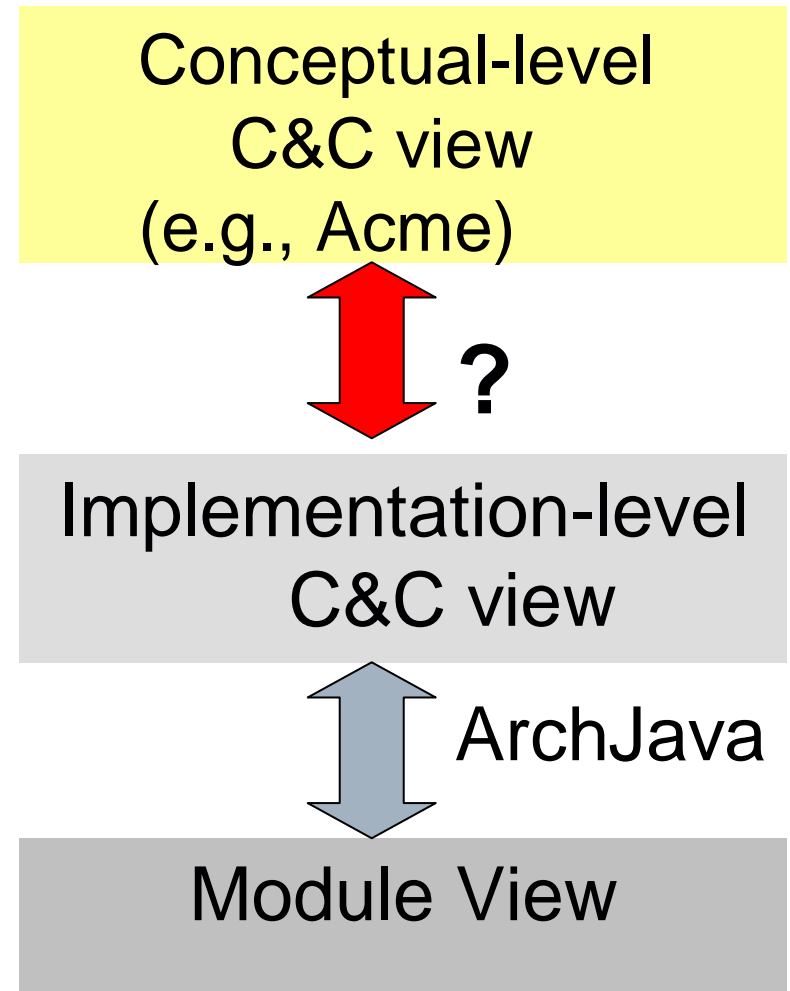 Conceptual-level
C&C view
(e.g., Acme)
?
Implementation-level
C&C view
ArchJava
Module View